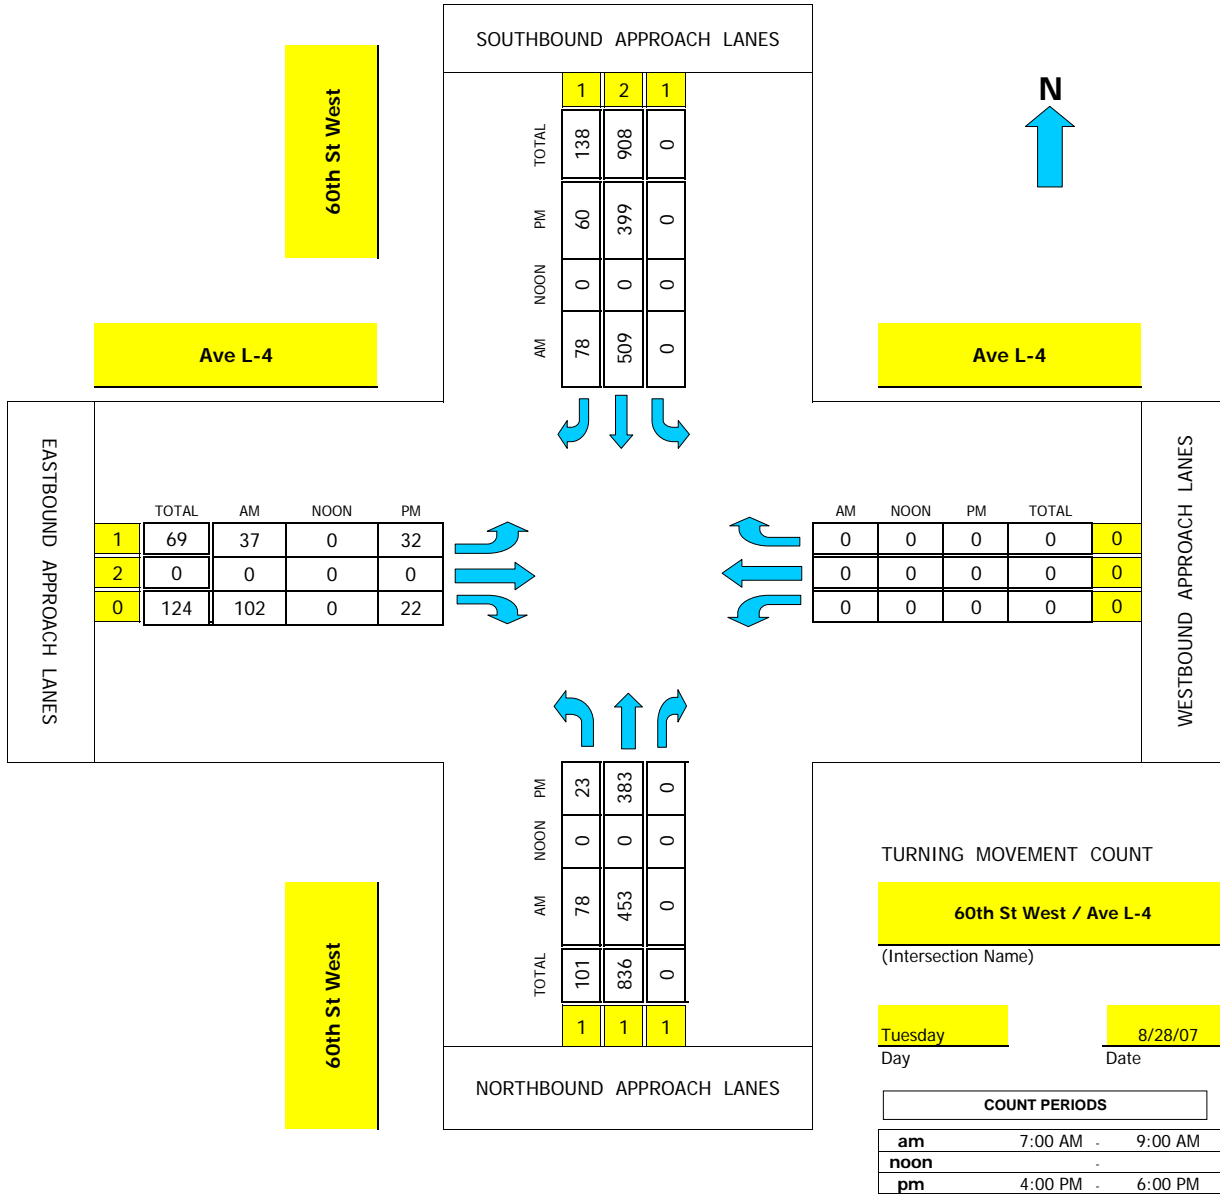 SOUTHBOUND APPROACH LANES
1 2 1
TOTAL 138 908 0
PM 60 399 0
NOON 0 0 0
AM 78 509 0
N
60th St West
Ave L-4
Ave L-4
EASTBOUND APPROACH LANES
TOTAL AM NOON PM
1 69 37 0 32
2 0 0 0 0
0 124 102 0 22
AM NOON PM TOTAL
0 0 0 0 0
0 0 0 0 0
0 0 0 0 0
WESTBOUND APPROACH LANES
PM 23 383 0
NOON 0 0 0
AM 78 453 0
TOTAL 101 836 0
1 1 1
NORTHBOUND APPROACH LANES
60th St West
TURNING MOVEMENT COUNT
60th St West / Ave L-4
(Intersection Name)
Tuesday 8/28/07
Day Date
COUNT PERIODS
am 7:00 AM - 9:00 AM
noon -
pm 4:00 PM - 6:00 PM